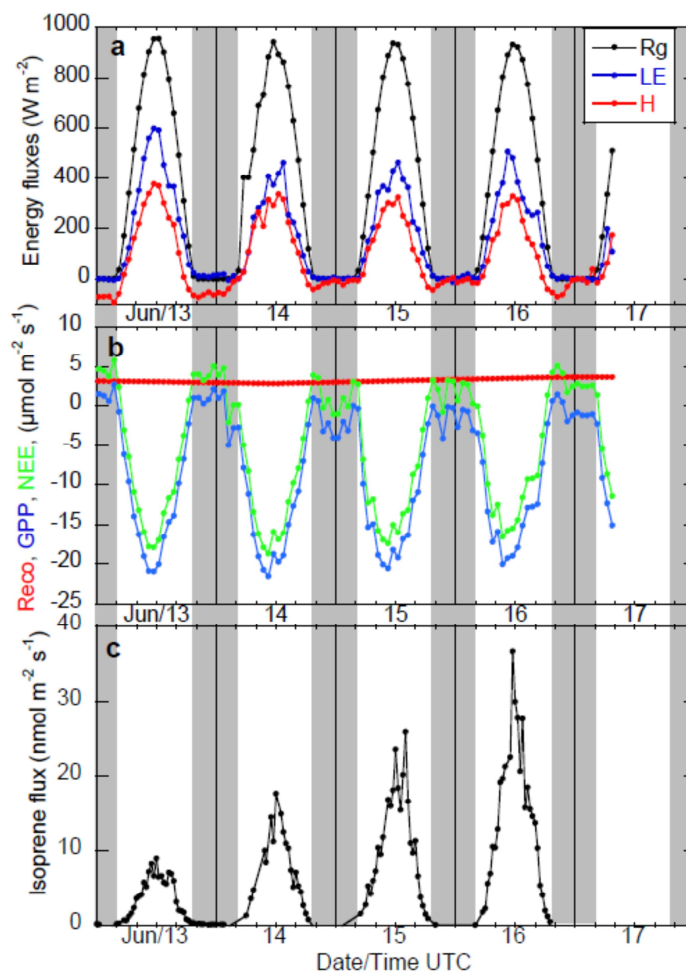 a
Rg
LE
H
Energy fluxes (W m-2)
1000
800
600
400
200
0
Jun/13 14 15 16 17
b
Reco, GPP, NEE, (µmol m-2 s-1)
10
5
0
-5
-10
-15
-20
-25
Jun/13 14 15 16 17
c
Isoprene flux (nmol m-2 s-1)
40
30
20
10
0
Jun/13 14 15 16 17
Date/Time UTC